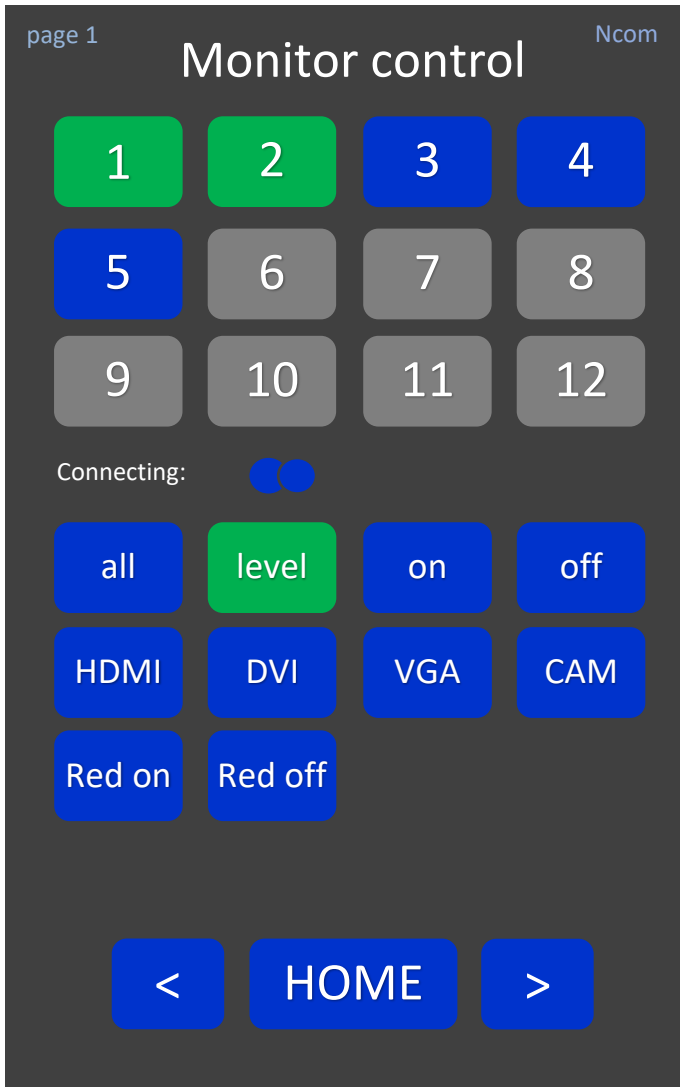 page 1
Ncom
Monitor control
1 2 3 4
5 6 7 8
9 10 11 12
Connecting:
all level on off
HDMI DVI VGA CAM
Red on Red off
< HOME >